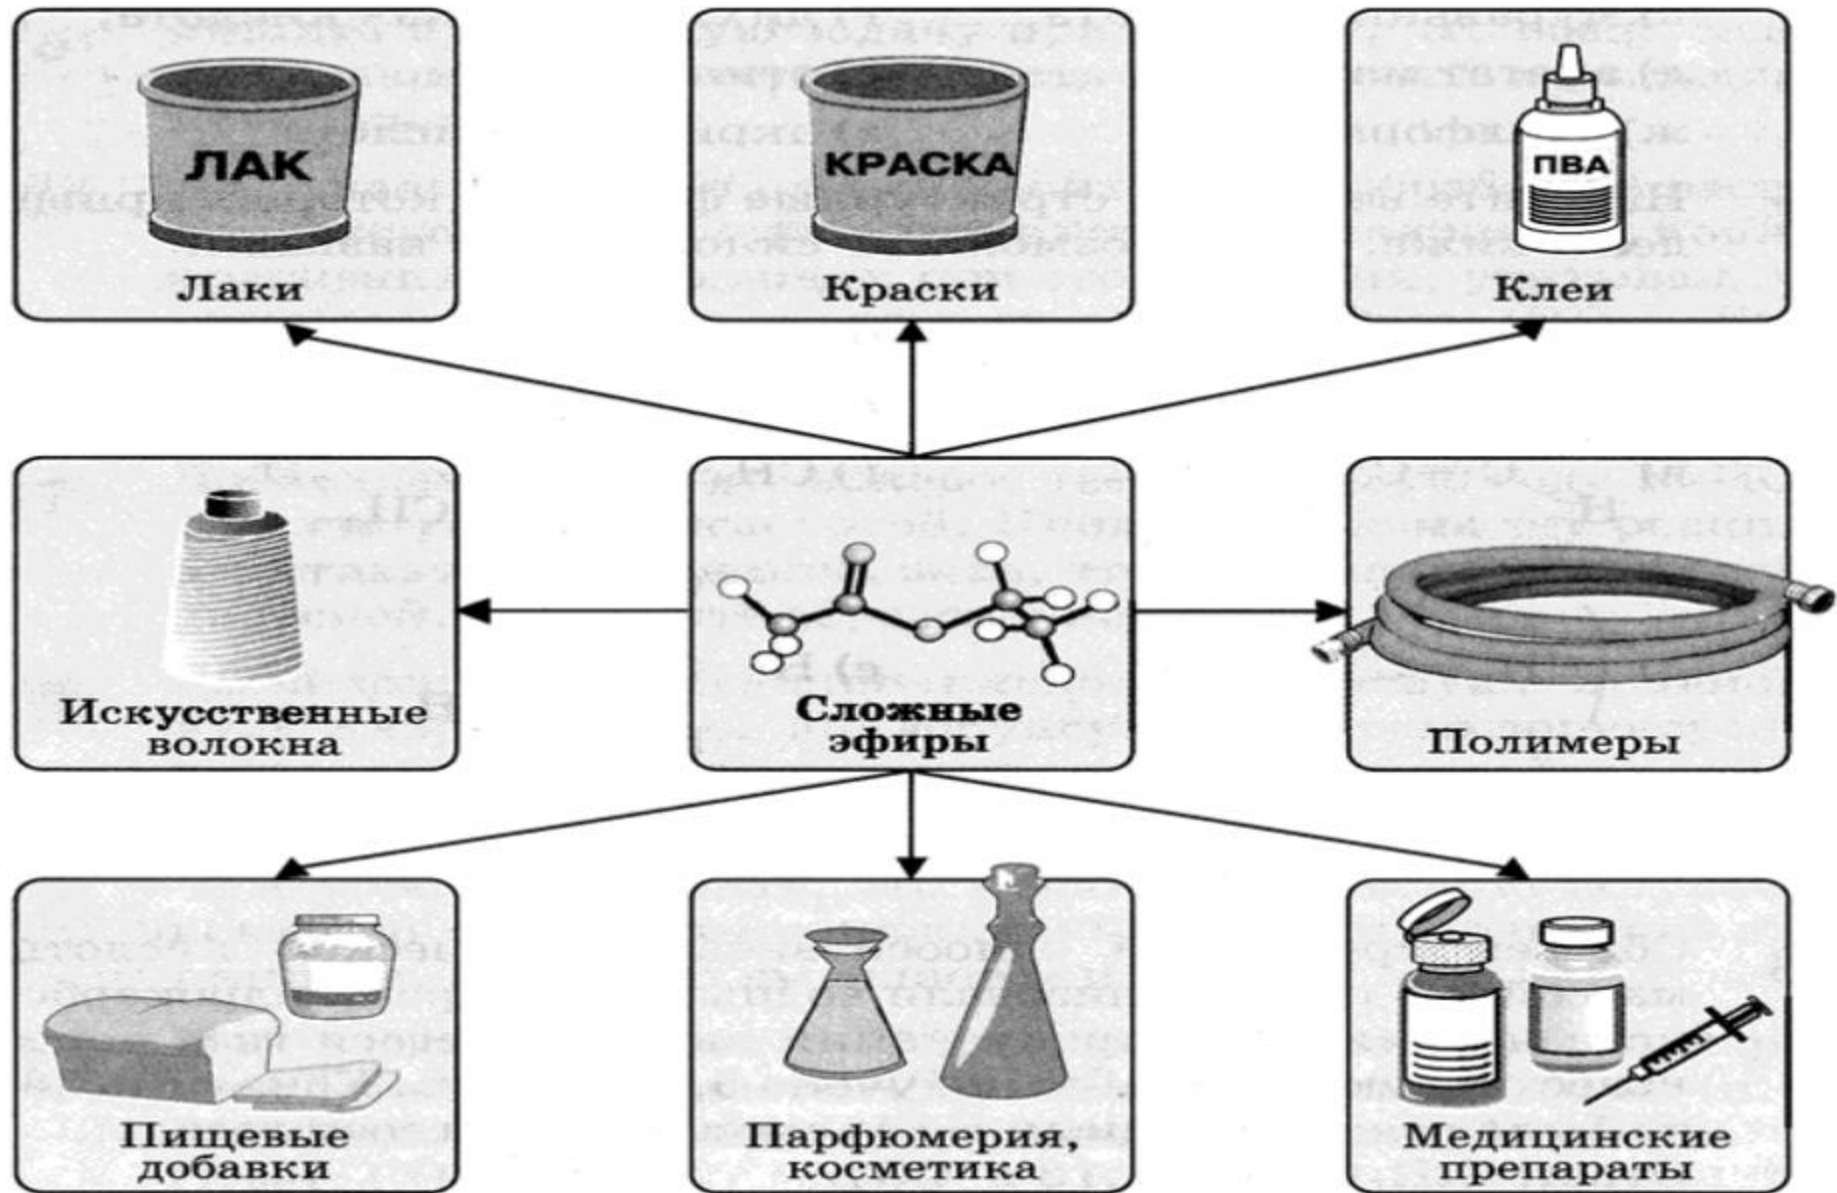 ЛАК
Лаки
КРАСКА
Краски
ПВА
Клеи
Искусственные
волокна
Сложные
эфиры
Полимеры
Пищевые
добавки
Парфюмерия,
косметика
Медицинские
препараты